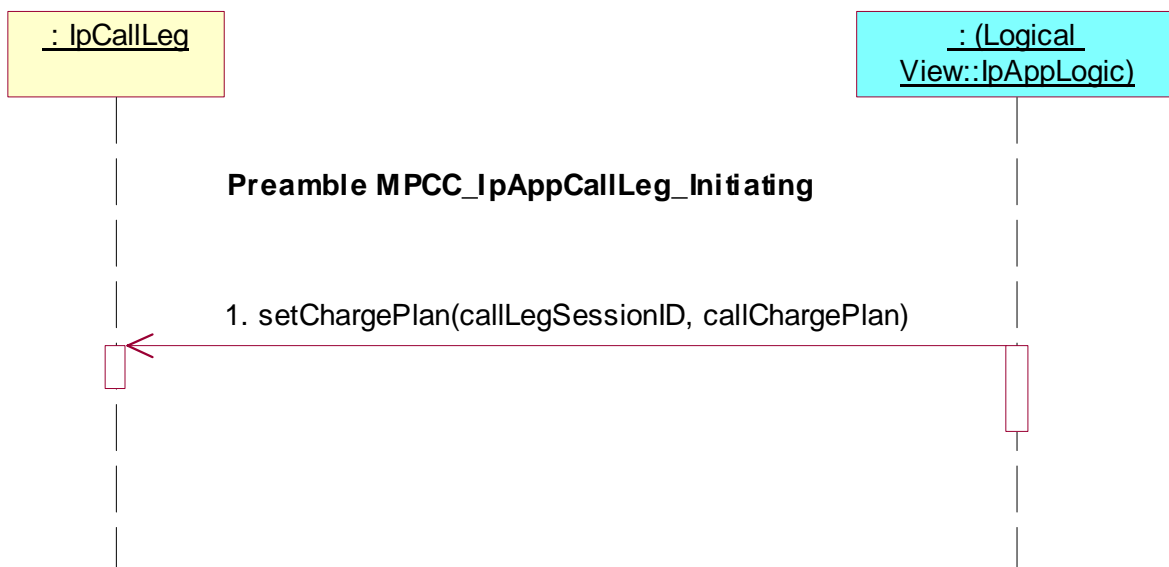 : IpCallLeg
: (Logical
View::IpAppLogic)
Preamble MPCC_IpAppCallLeg_Initiating
1. setChargePlan(callLegSessionID, callChargePlan)